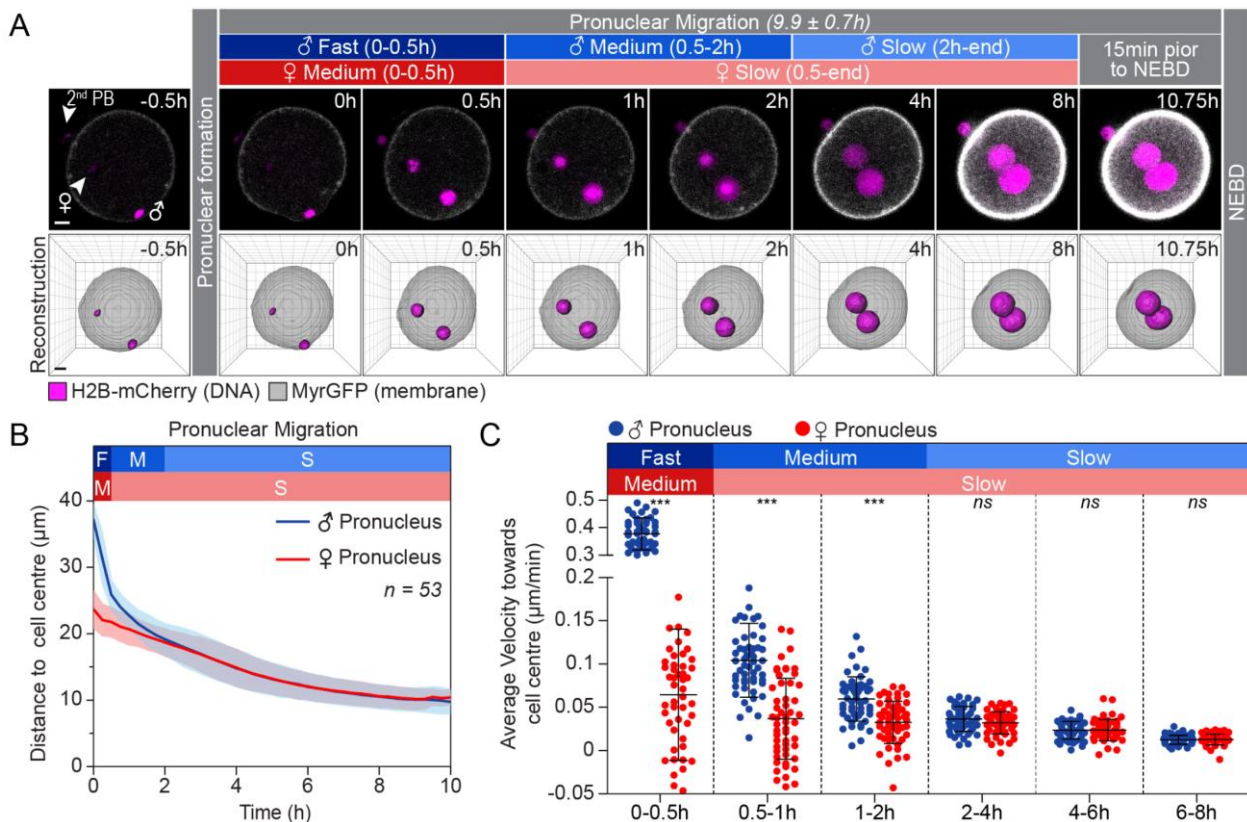 A
Pronuclear Migration (9.9 ± 0.7h)
♂ Fast (0-0.5h) ♂ Medium (0.5-2h) ♂ Slow (2h-end)
♀ Medium (0-0.5h) ♀ Slow (0.5-end)
15min pior
to NEBD
Pronuclear formation
NEBD
2nd PB
-0.5h 0h 0.5h 1h 2h 4h 8h 10.75h
♀ ♂
Reconstruction
-0.5h 0h 0.5h 1h 2h 4h 8h 10.75h
H2B-mCherry (DNA) MyrGFP (membrane)
B
Pronuclear Migration
F M S
M S
♂ Pronucleus
♀ Pronucleus
n = 53
Distance to cell centre (µm)
40
30
20
10
0
0 2 4 6 8 10
Time (h)
C
♂ Pronucleus ♀ Pronucleus
Fast Medium Slow
Medium Slow
*** *** *** ns ns ns
Average Velocity towards
cell centre (µm/min)
0.5
0.4
0.3
0.2
0.15
0.1
0.05
0
-0.05
0-0.5h 0.5-1h 1-2h 2-4h 4-6h 6-8h